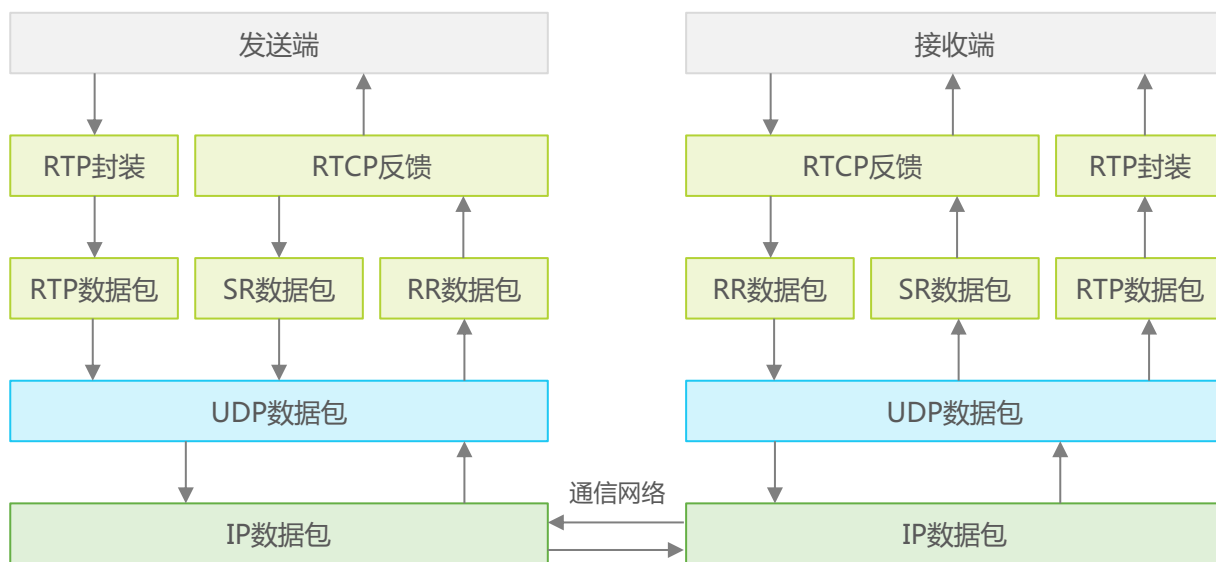 发送端
接收端
RTP封装
RTCP反馈
RTCP反馈
RTP封装
RTP数据包
SR数据包
RR数据包
RR数据包
SR数据包
RTP数据包
UDP数据包
UDP数据包
通信网络
IP数据包
IP数据包